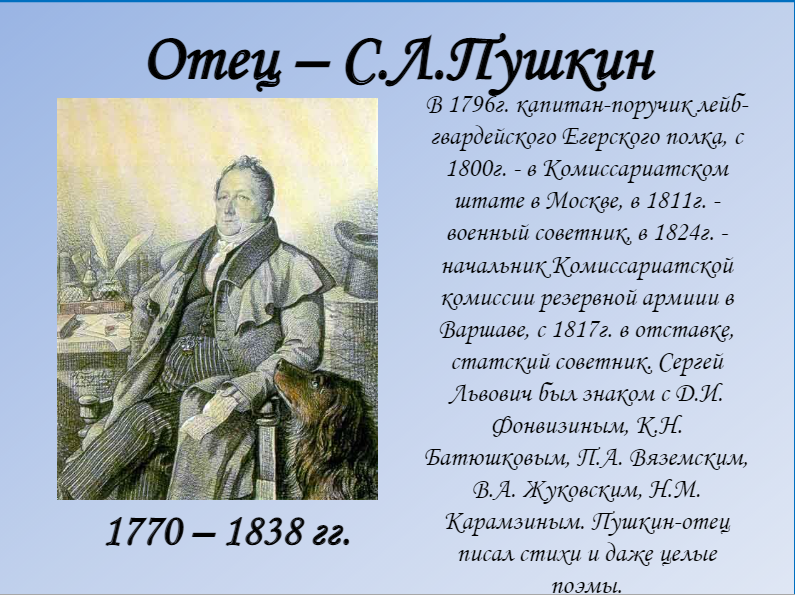 Отец – С.Л.Пушкин
В 1796г. капитан-поручик лейб-
гвардейского Егерского полка, с
1800г. - в Комиссариатском
штате в Москве, в 1811г. -
военный советник, в 1824г. -
начальник Комиссариатской
комиссии резервной армиии в
Варшаве, с 1817г. в отставке,
статский советник. Сергей
Львович был знаком с Д.И.
Фонвизиным, К.Н.
Батюшковым, П.А. Вяземским,
В.А. Жуковским, Н.М.
Карамзиным. Пушкин-отец
писал стихи и даже целые
поэмы.
1770 – 1838 гг.